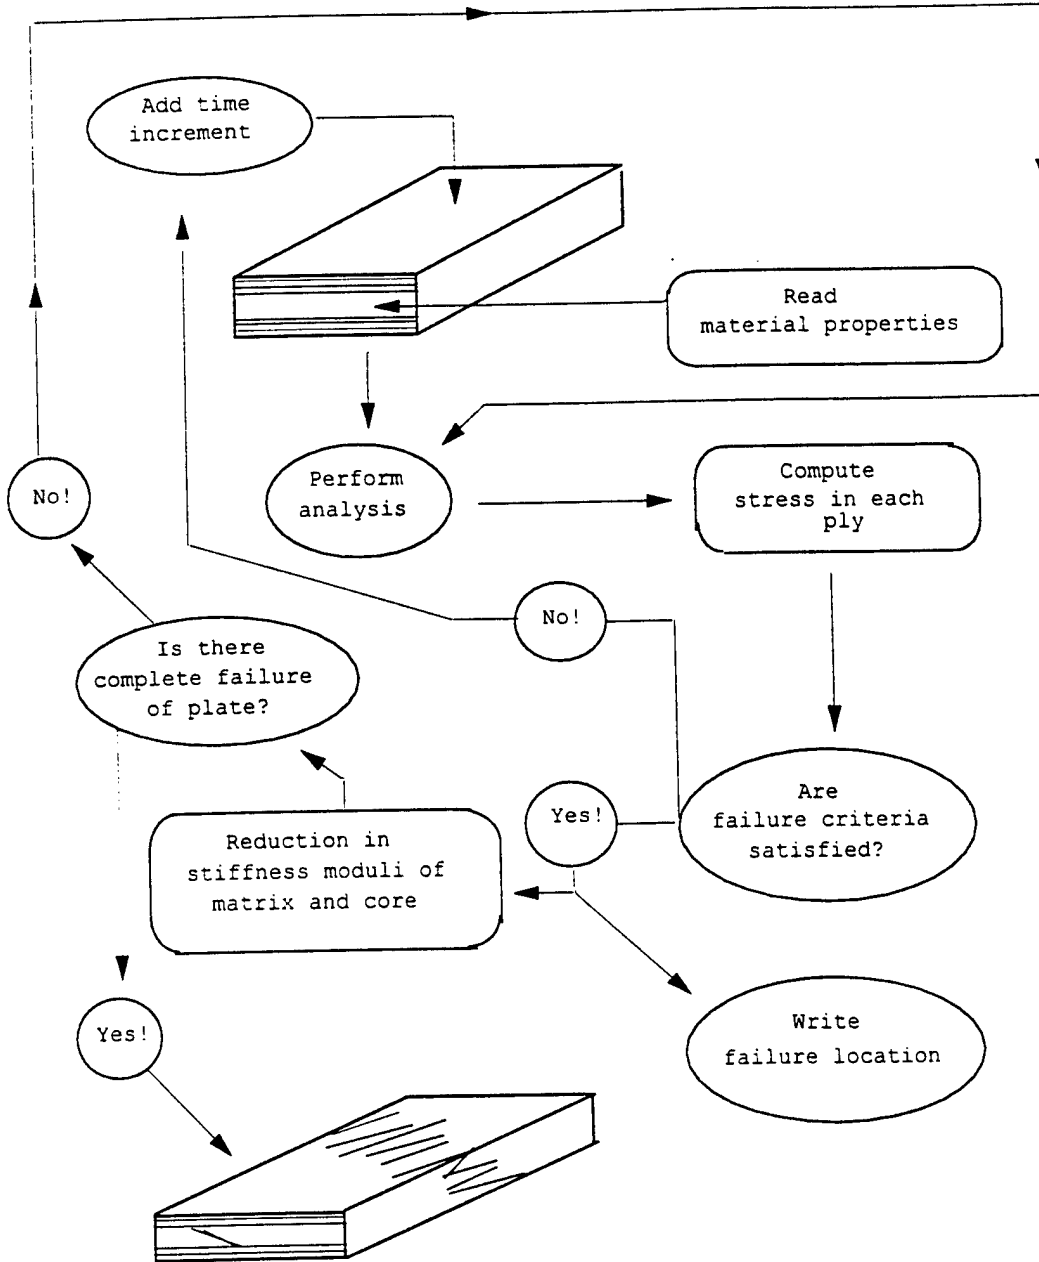 Add time
increment
Read
material properties
No!
Perform
analysis
Compute
stress in each
ply
No!
Is there
complete failure
of plate?
Yes!
Are
failure criteria
satisfied?
Reduction in
stiffness moduli of
matrix and core
Yes!
Write
failure location